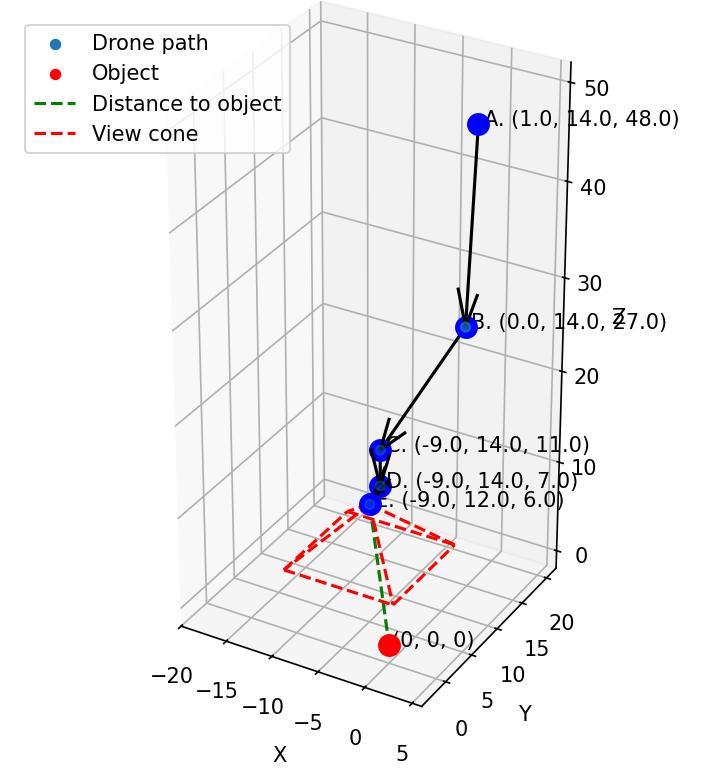 Drone path
Object
Distance to object
View cone
50
A. (1.0, 14.0, 48.0)
40
30
B. (0.0, 14.0, 27.0)
Z
20
C. (-9.0, 14.0, 11.0)
10
D. (-9.0, 14.0, 7.0)
E. (-9.0, 12.0, 6.0)
0
(0, 0, 0)
−20
−15
−10
−5
0
5
X
0
5
10
15
20
Y